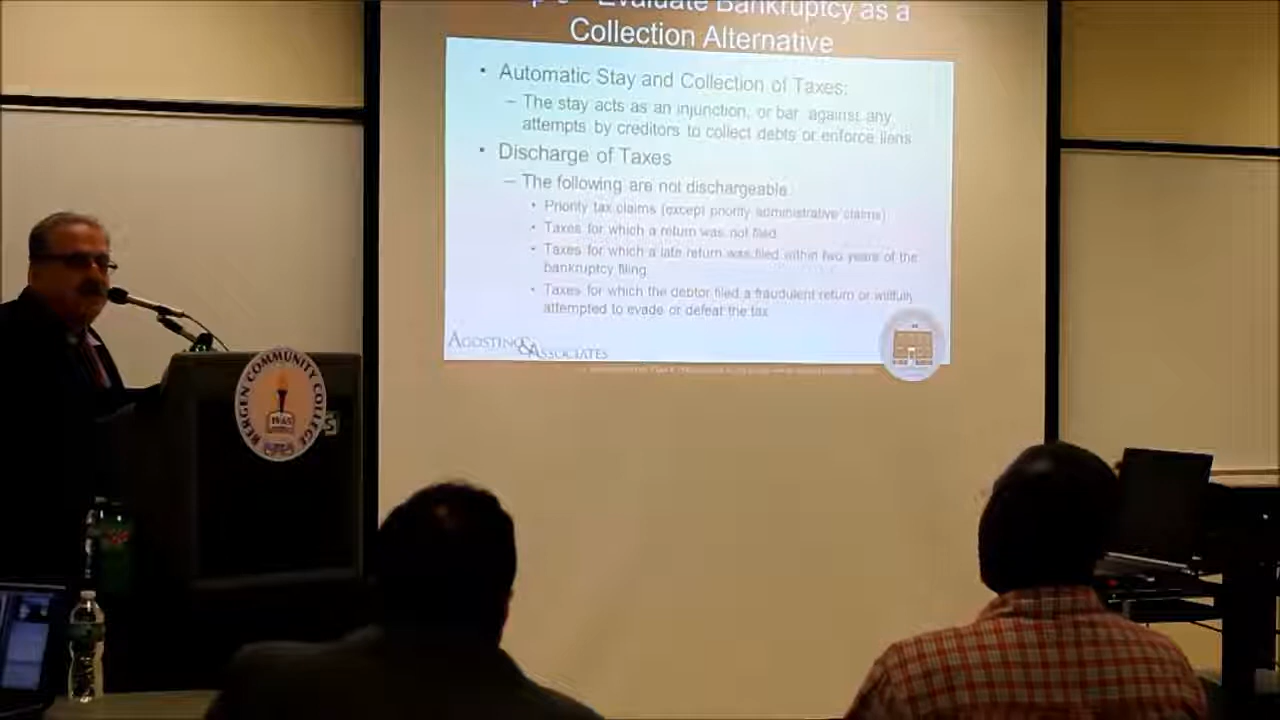 Evaluate Bankruptcy as a
Collection Alternative
• Automatic Stay and Collection of Taxes:
– The stay acts as an injunction, or bar against any
attempts by creditors to collect debts or enforce liens
• Discharge of Taxes
– The following are not dischargeable:
• Priority tax claims (except priority administrative claims)
• Taxes for which a return was not filed
• Taxes for which a late return was filed within two years of the
bankruptcy filing
• Taxes for which the debtor filed a fraudulent return or willfully
attempted to evade or defeat the tax
AGOSTINO
& ASSOCIATES
BERGEN COMMUNITY COLLEGE
1965